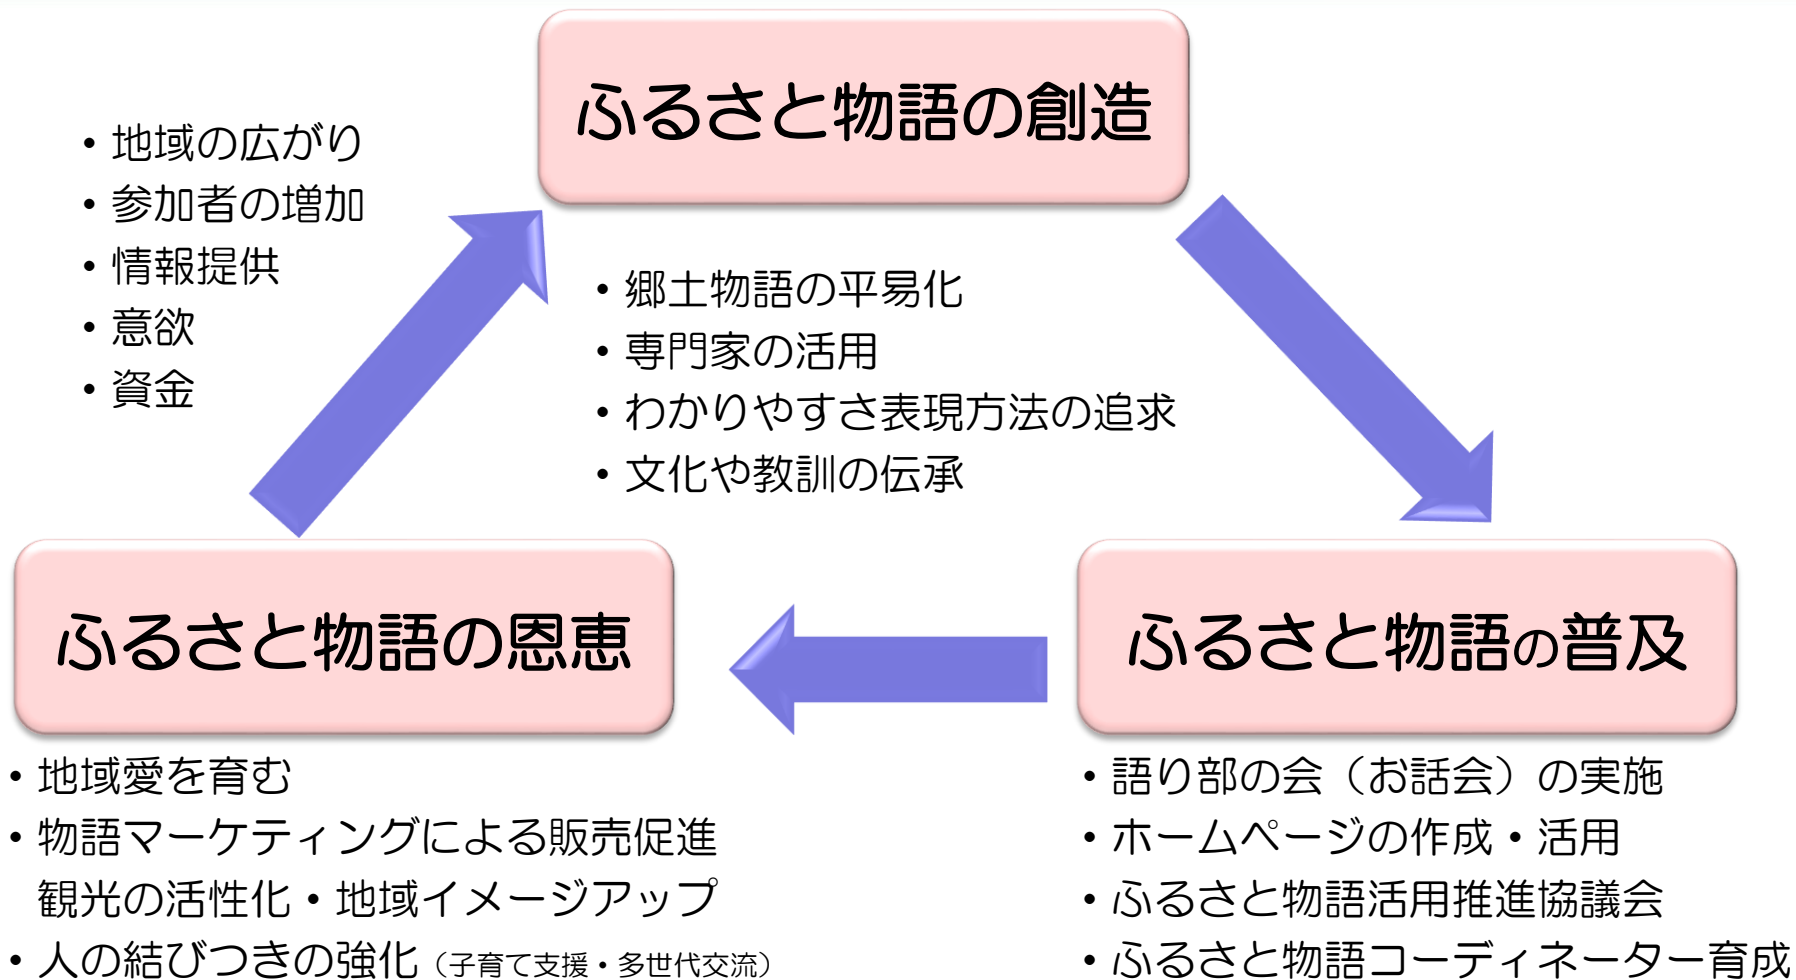 ふるさと物語の創造
・地域の広がり
・参加者の増加
・情報提供
・意欲
・資金
・郷土物語の平易化
・専門家の活用
・わかりやすさ表現方法の追求
・文化や教訓の伝承
ふるさと物語の恩恵
ふるさと物語の普及
・地域愛を育む
・物語マーケティングによる販売促進
観光の活性化・地域イメージアップ
・人の結びつきの強化（子育て支援・多世代交流）
・語り部の会（お話会）の実施
・ホームページの作成・活用
・ふるさと物語活用推進協議会
・ふるさと物語コーディネーター育成